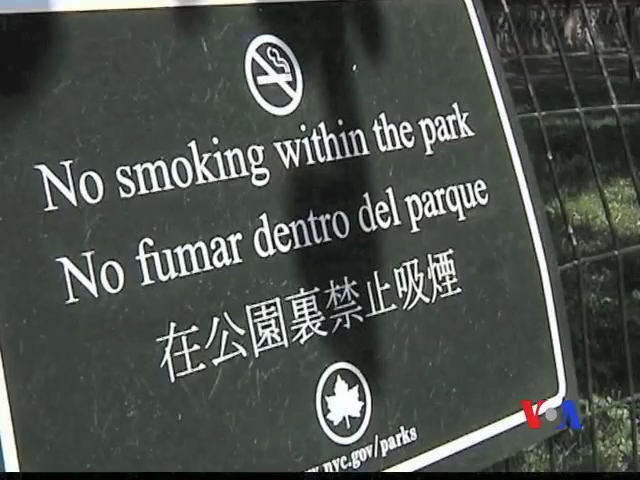 No smoking within the park
No fumar dentro del parque
在公園裏禁止吸煙
nyc.gov/parks
VOA